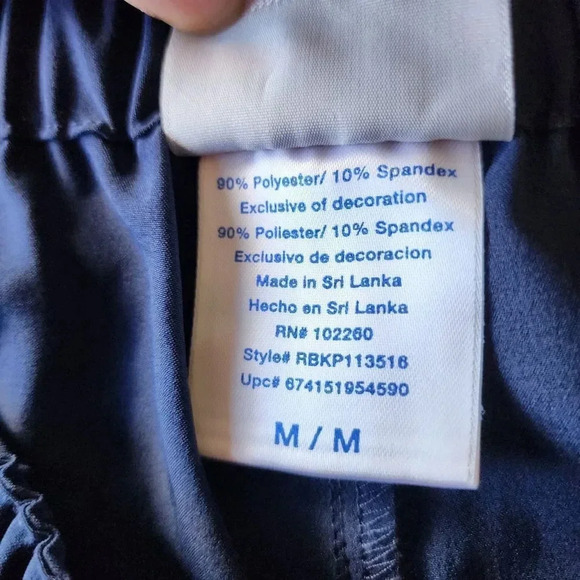 90% Polyester/ 10% Spandex
Exclusive of decoration
90% Poliester/ 10% Spandex
Exclusivo de decoracion
Made in Sri Lanka
Hecho en Sri Lanka
RN# 102260
Style# RBKP113516
Upc# 674151954590
M / M